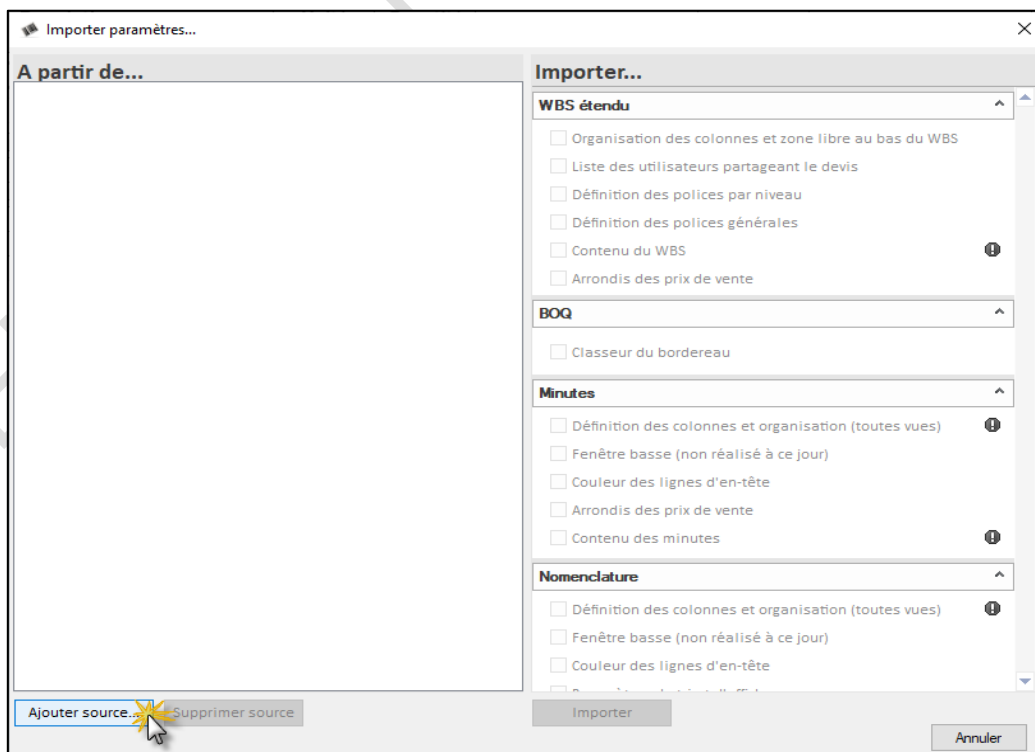 Importer paramètres...
A partir de...
Importer...
WBS étendu
Organisation des colonnes et zone libre au bas du WBS
Liste des utilisateurs partageant le devis
Définition des polices par niveau
Définition des polices générales
Contenu du WBS
Arrondis des prix de vente
BOQ
Classeur du bordereau
Minutes
Définition des colonnes et organisation (toutes vues)
Fenêtre basse (non réalisé à ce jour)
Couleur des lignes d'en-tête
Arrondis des prix de vente
Contenu des minutes
Nomenclature
Définition des colonnes et organisation (toutes vues)
Fenêtre basse (non réalisé à ce jour)
Couleur des lignes d'en-tête
Ajouter source...
Supprimer source
Importer
Annuler